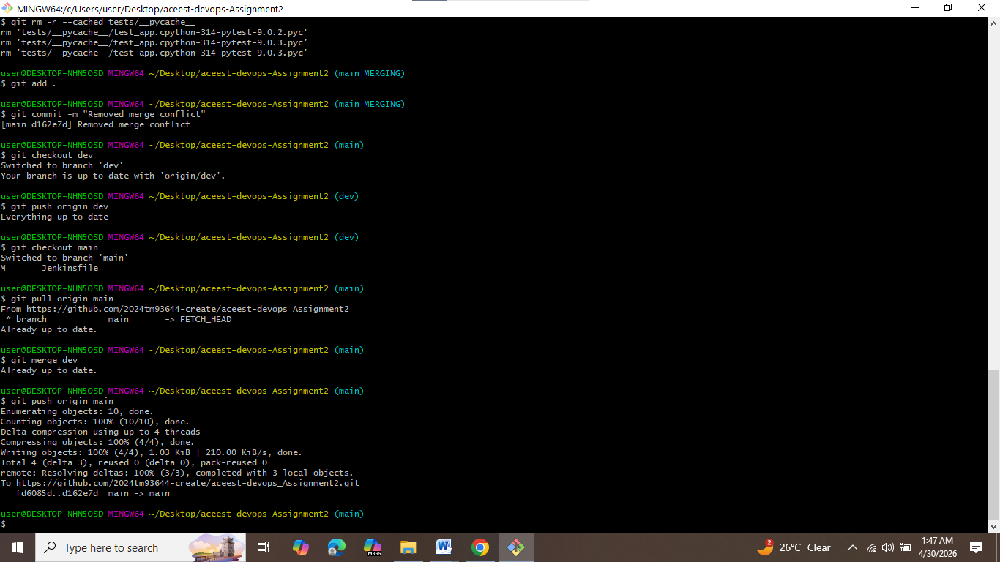 MINGW64:/c/Users/user/Desktop/aceest-devops-Assignment2
$ git rm -r --cached tests/__pycache__
rm 'tests/__pycache__/test_app.cpython-314-pytest-9.0.2.pyc'
rm 'tests/__pycache__/test_app.cpython-314-pytest-9.0.3.pyc'
rm 'tests/__pycache__/test_app.cpython-314-pytest-9.0.3.pyc'
user@DESKTOP-NHN5OSD MINGW64 ~/Desktop/aceest-devops-Assignment2 (main|MERGING)
$ git add .
user@DESKTOP-NHN5OSD MINGW64 ~/Desktop/aceest-devops-Assignment2 (main|MERGING)
$ git commit -m "Removed merge conflict"
[main d162e7d] Removed merge conflict
user@DESKTOP-NHN5OSD MINGW64 ~/Desktop/aceest-devops-Assignment2 (main)
$ git checkout dev
Switched to branch 'dev'
Your branch is up to date with 'origin/dev'.
user@DESKTOP-NHN5OSD MINGW64 ~/Desktop/aceest-devops-Assignment2 (dev)
$ git push origin dev
Everything up-to-date
user@DESKTOP-NHN5OSD MINGW64 ~/Desktop/aceest-devops-Assignment2 (dev)
$ git checkout main
Switched to branch 'main'
M       Jenkinsfile
user@DESKTOP-NHN5OSD MINGW64 ~/Desktop/aceest-devops-Assignment2 (main)
$ git pull origin main
From https://github.com/2024tm93644-create/aceest-devops_Assignment2
 * branch            main       -> FETCH_HEAD
Already up to date.
user@DESKTOP-NHN5OSD MINGW64 ~/Desktop/aceest-devops-Assignment2 (main)
$ git merge dev
Already up to date.
user@DESKTOP-NHN5OSD MINGW64 ~/Desktop/aceest-devops-Assignment2 (main)
$ git push origin main
Enumerating objects: 10, done.
Counting objects: 100% (10/10), done.
Delta compression using up to 4 threads
Compressing objects: 100% (4/4), done.
Writing objects: 100% (4/4), 1.03 KiB | 210.00 KiB/s, done.
Total 4 (delta 3), reused 0 (delta 0), pack-reused 0
remote: Resolving deltas: 100% (3/3), completed with 3 local objects.
To https://github.com/2024tm93644-create/aceest-devops_Assignment2.git
   fd6085d..d162e7d  main -> main
user@DESKTOP-NHN5OSD MINGW64 ~/Desktop/aceest-devops-Assignment2 (main)
$
Type here to search
M365
2
26°C Clear
1:47 AM
4/30/2026